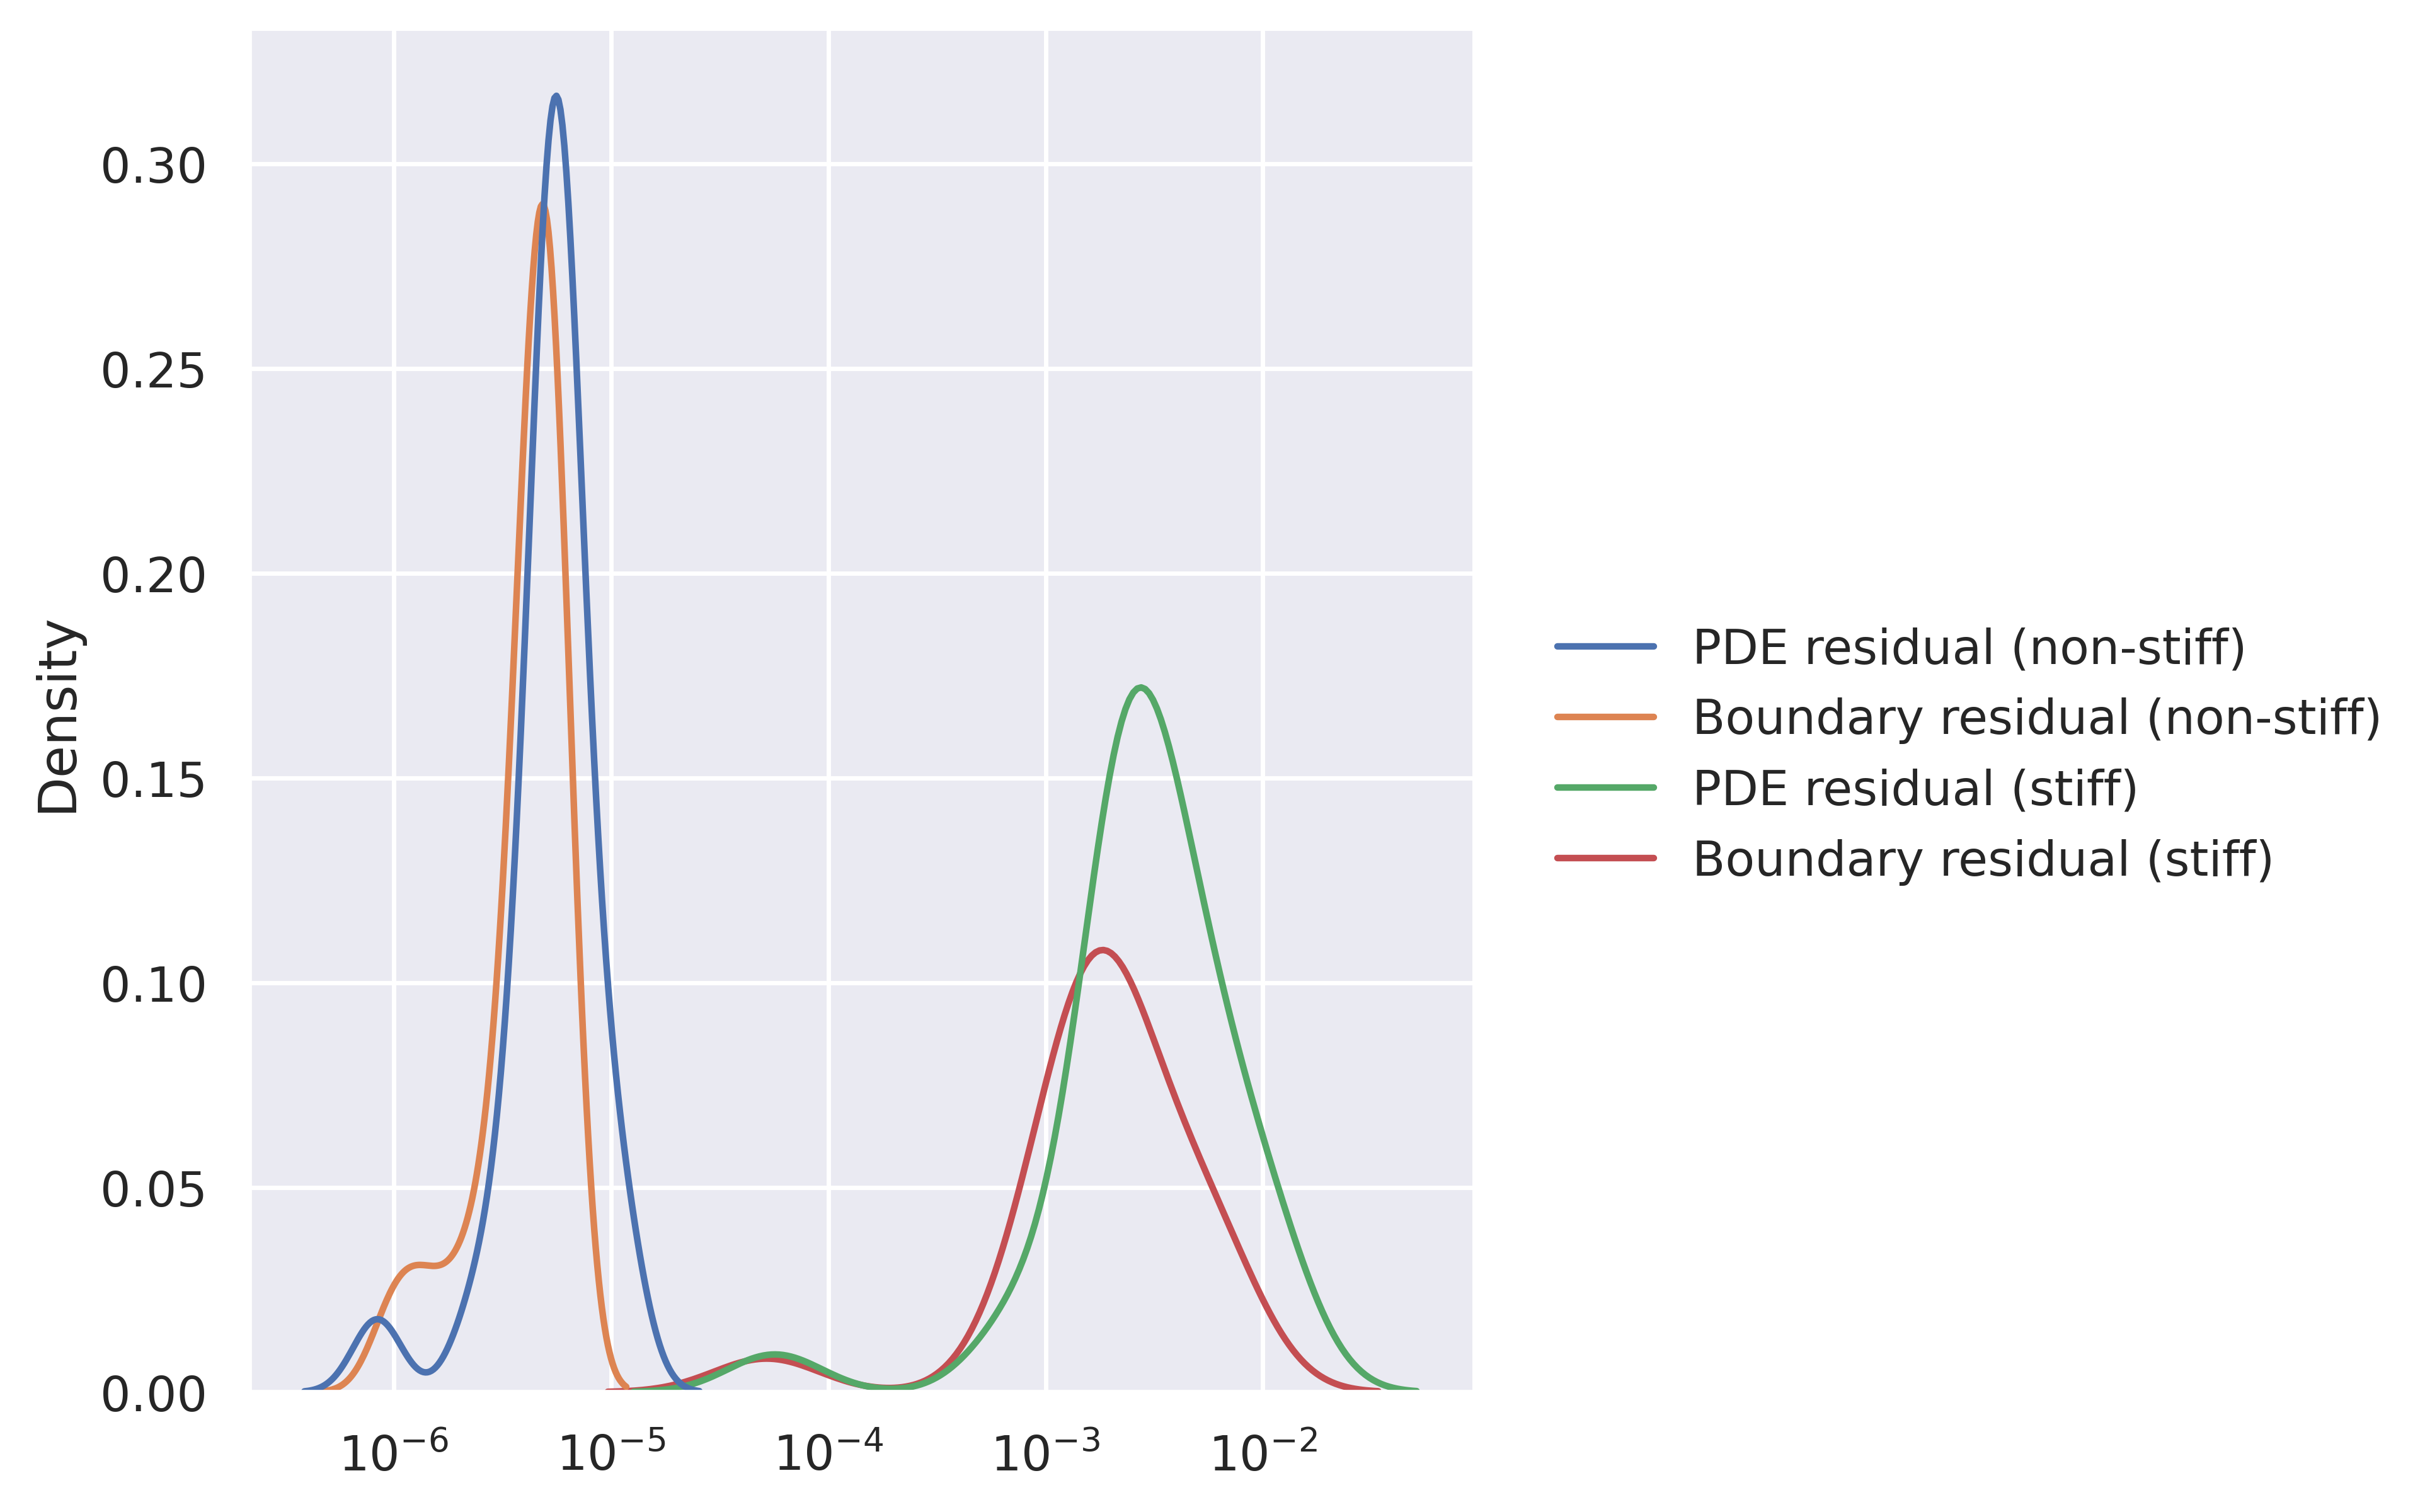 Density
0.30
0.25
0.20
0.15
0.10
0.05
0.00
10⁻⁶
10⁻⁵
10⁻⁴
10⁻³
10⁻²
PDE residual (non-stiff)
Boundary residual (non-stiff)
PDE residual (stiff)
Boundary residual (stiff)